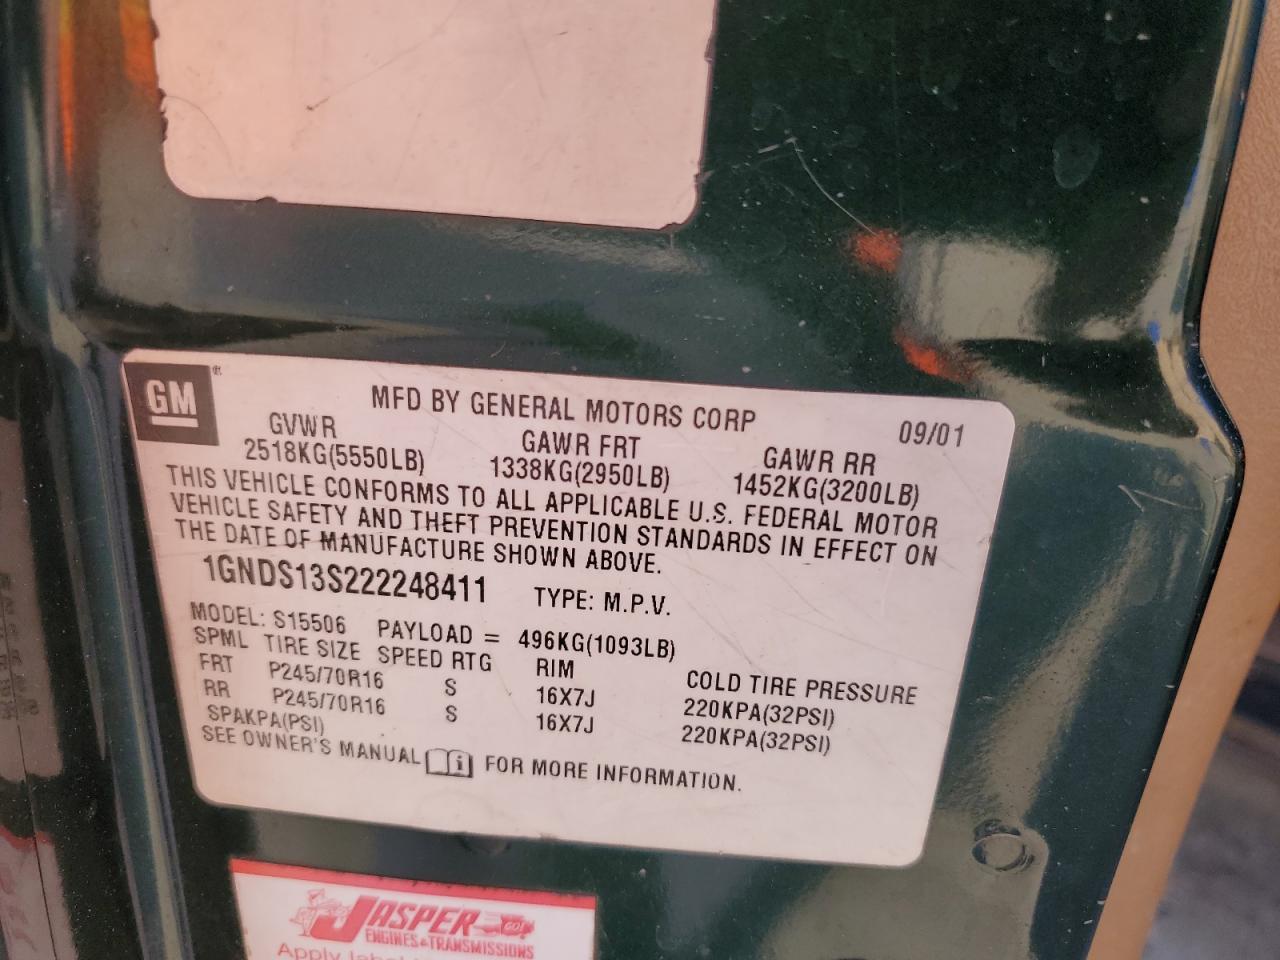 GM
MFD BY GENERAL MOTORS CORP 09/01
GVWR GAWR FRT GAWR RR
2518KG(5550LB) 1338KG(2950LB) 1452KG(3200LB)
THIS VEHICLE CONFORMS TO ALL APPLICABLE U.S. FEDERAL MOTOR
VEHICLE SAFETY AND THEFT PREVENTION STANDARDS IN EFFECT ON
THE DATE OF MANUFACTURE SHOWN ABOVE.
1GNDS13S222248411 TYPE: M.P.V.
MODEL: S15506 PAYLOAD = 496KG(1093LB)
SPML TIRE SIZE SPEED RTG RIM COLD TIRE PRESSURE
FRT P245/70R16 S 16X7J 220KPA(32PSI)
RR P245/70R16 S 16X7J 220KPA(32PSI)
SPAKPA(PSI)
SEE OWNER'S MANUAL i FOR MORE INFORMATION.
JASPER GO!
ENGINES & TRANSMISSIONS
Apply label